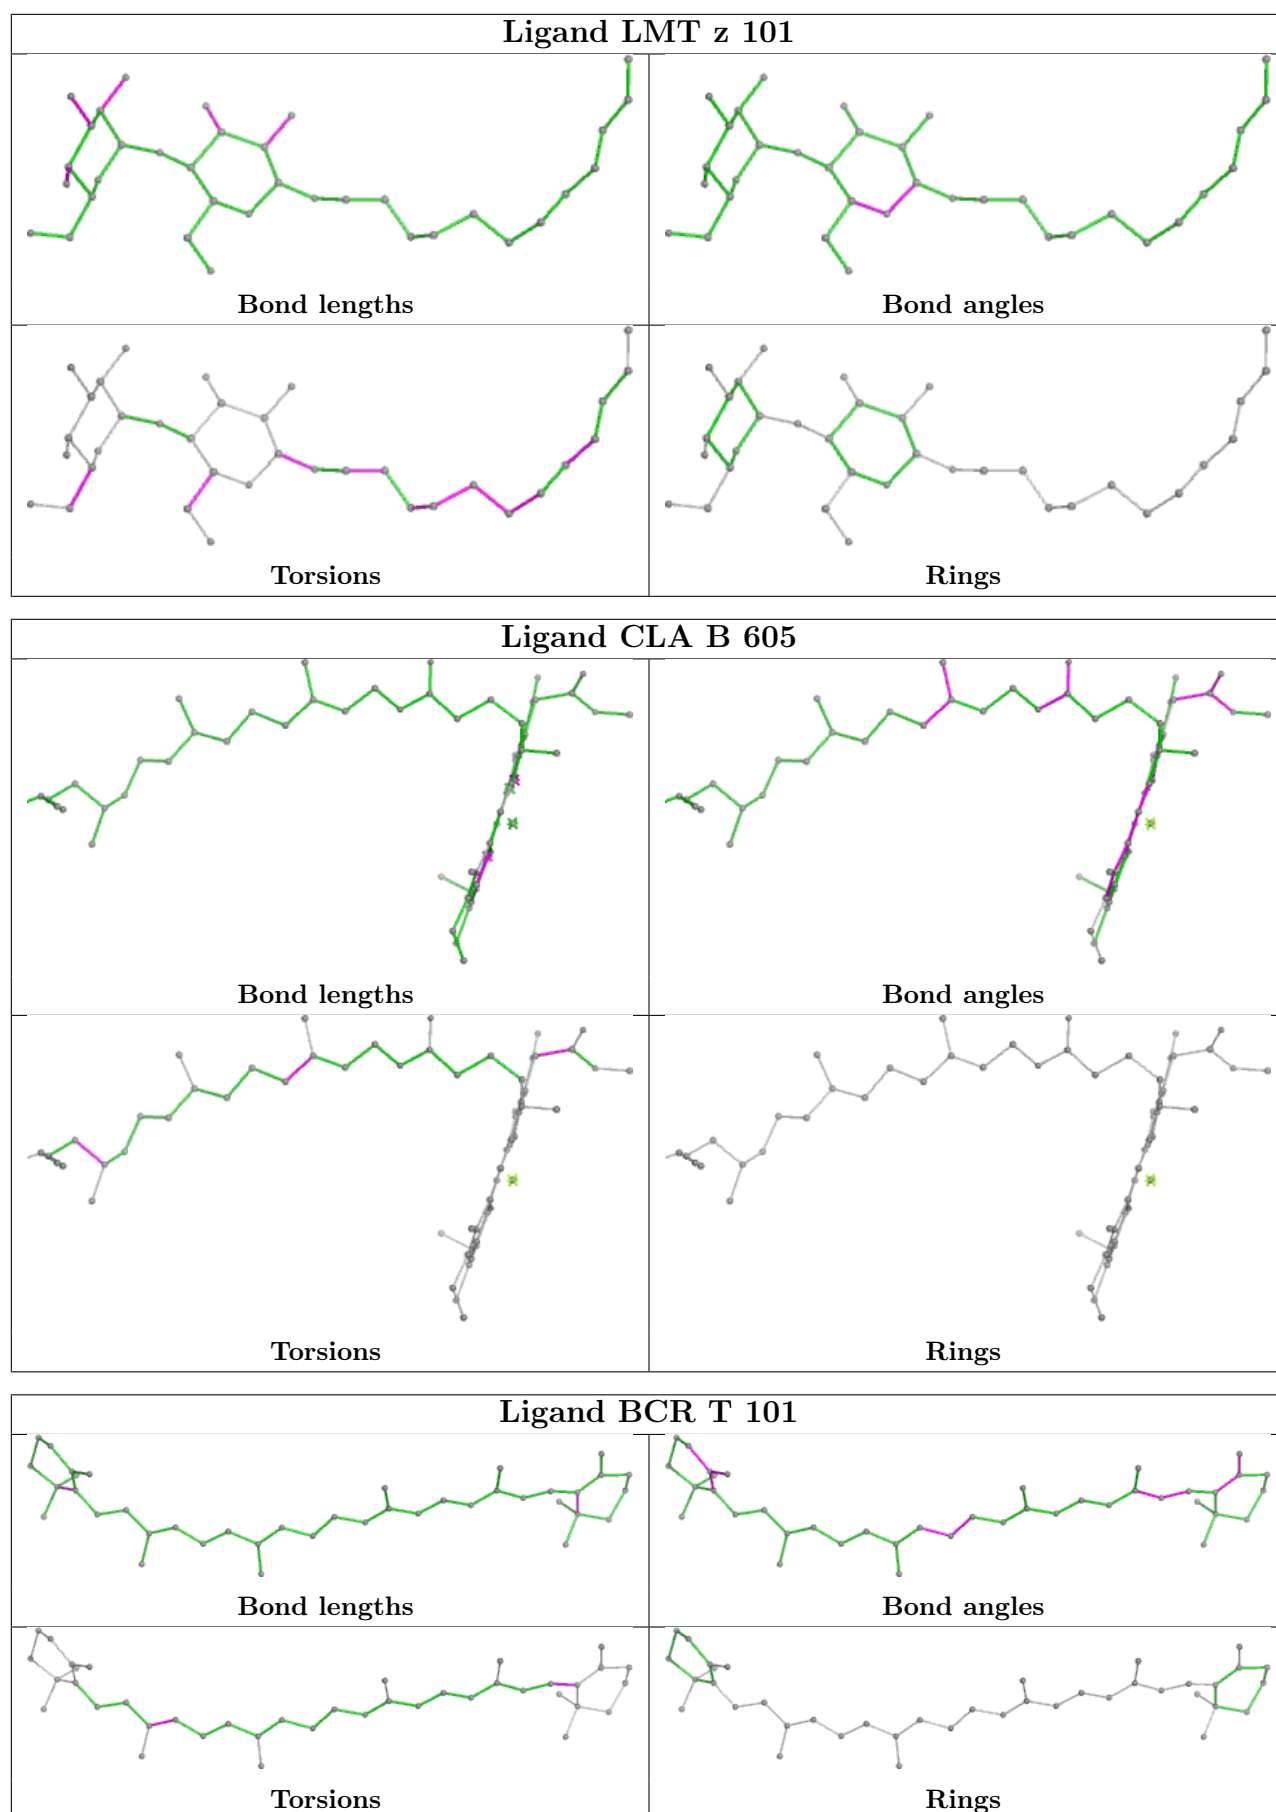 Ligand LMT z 101
Bond lengths
Bond angles
Torsions
Rings
Ligand CLA B 605
Bond lengths
Bond angles
Torsions
Rings
Ligand BCR T 101
Bond lengths
Bond angles
Torsions
Rings